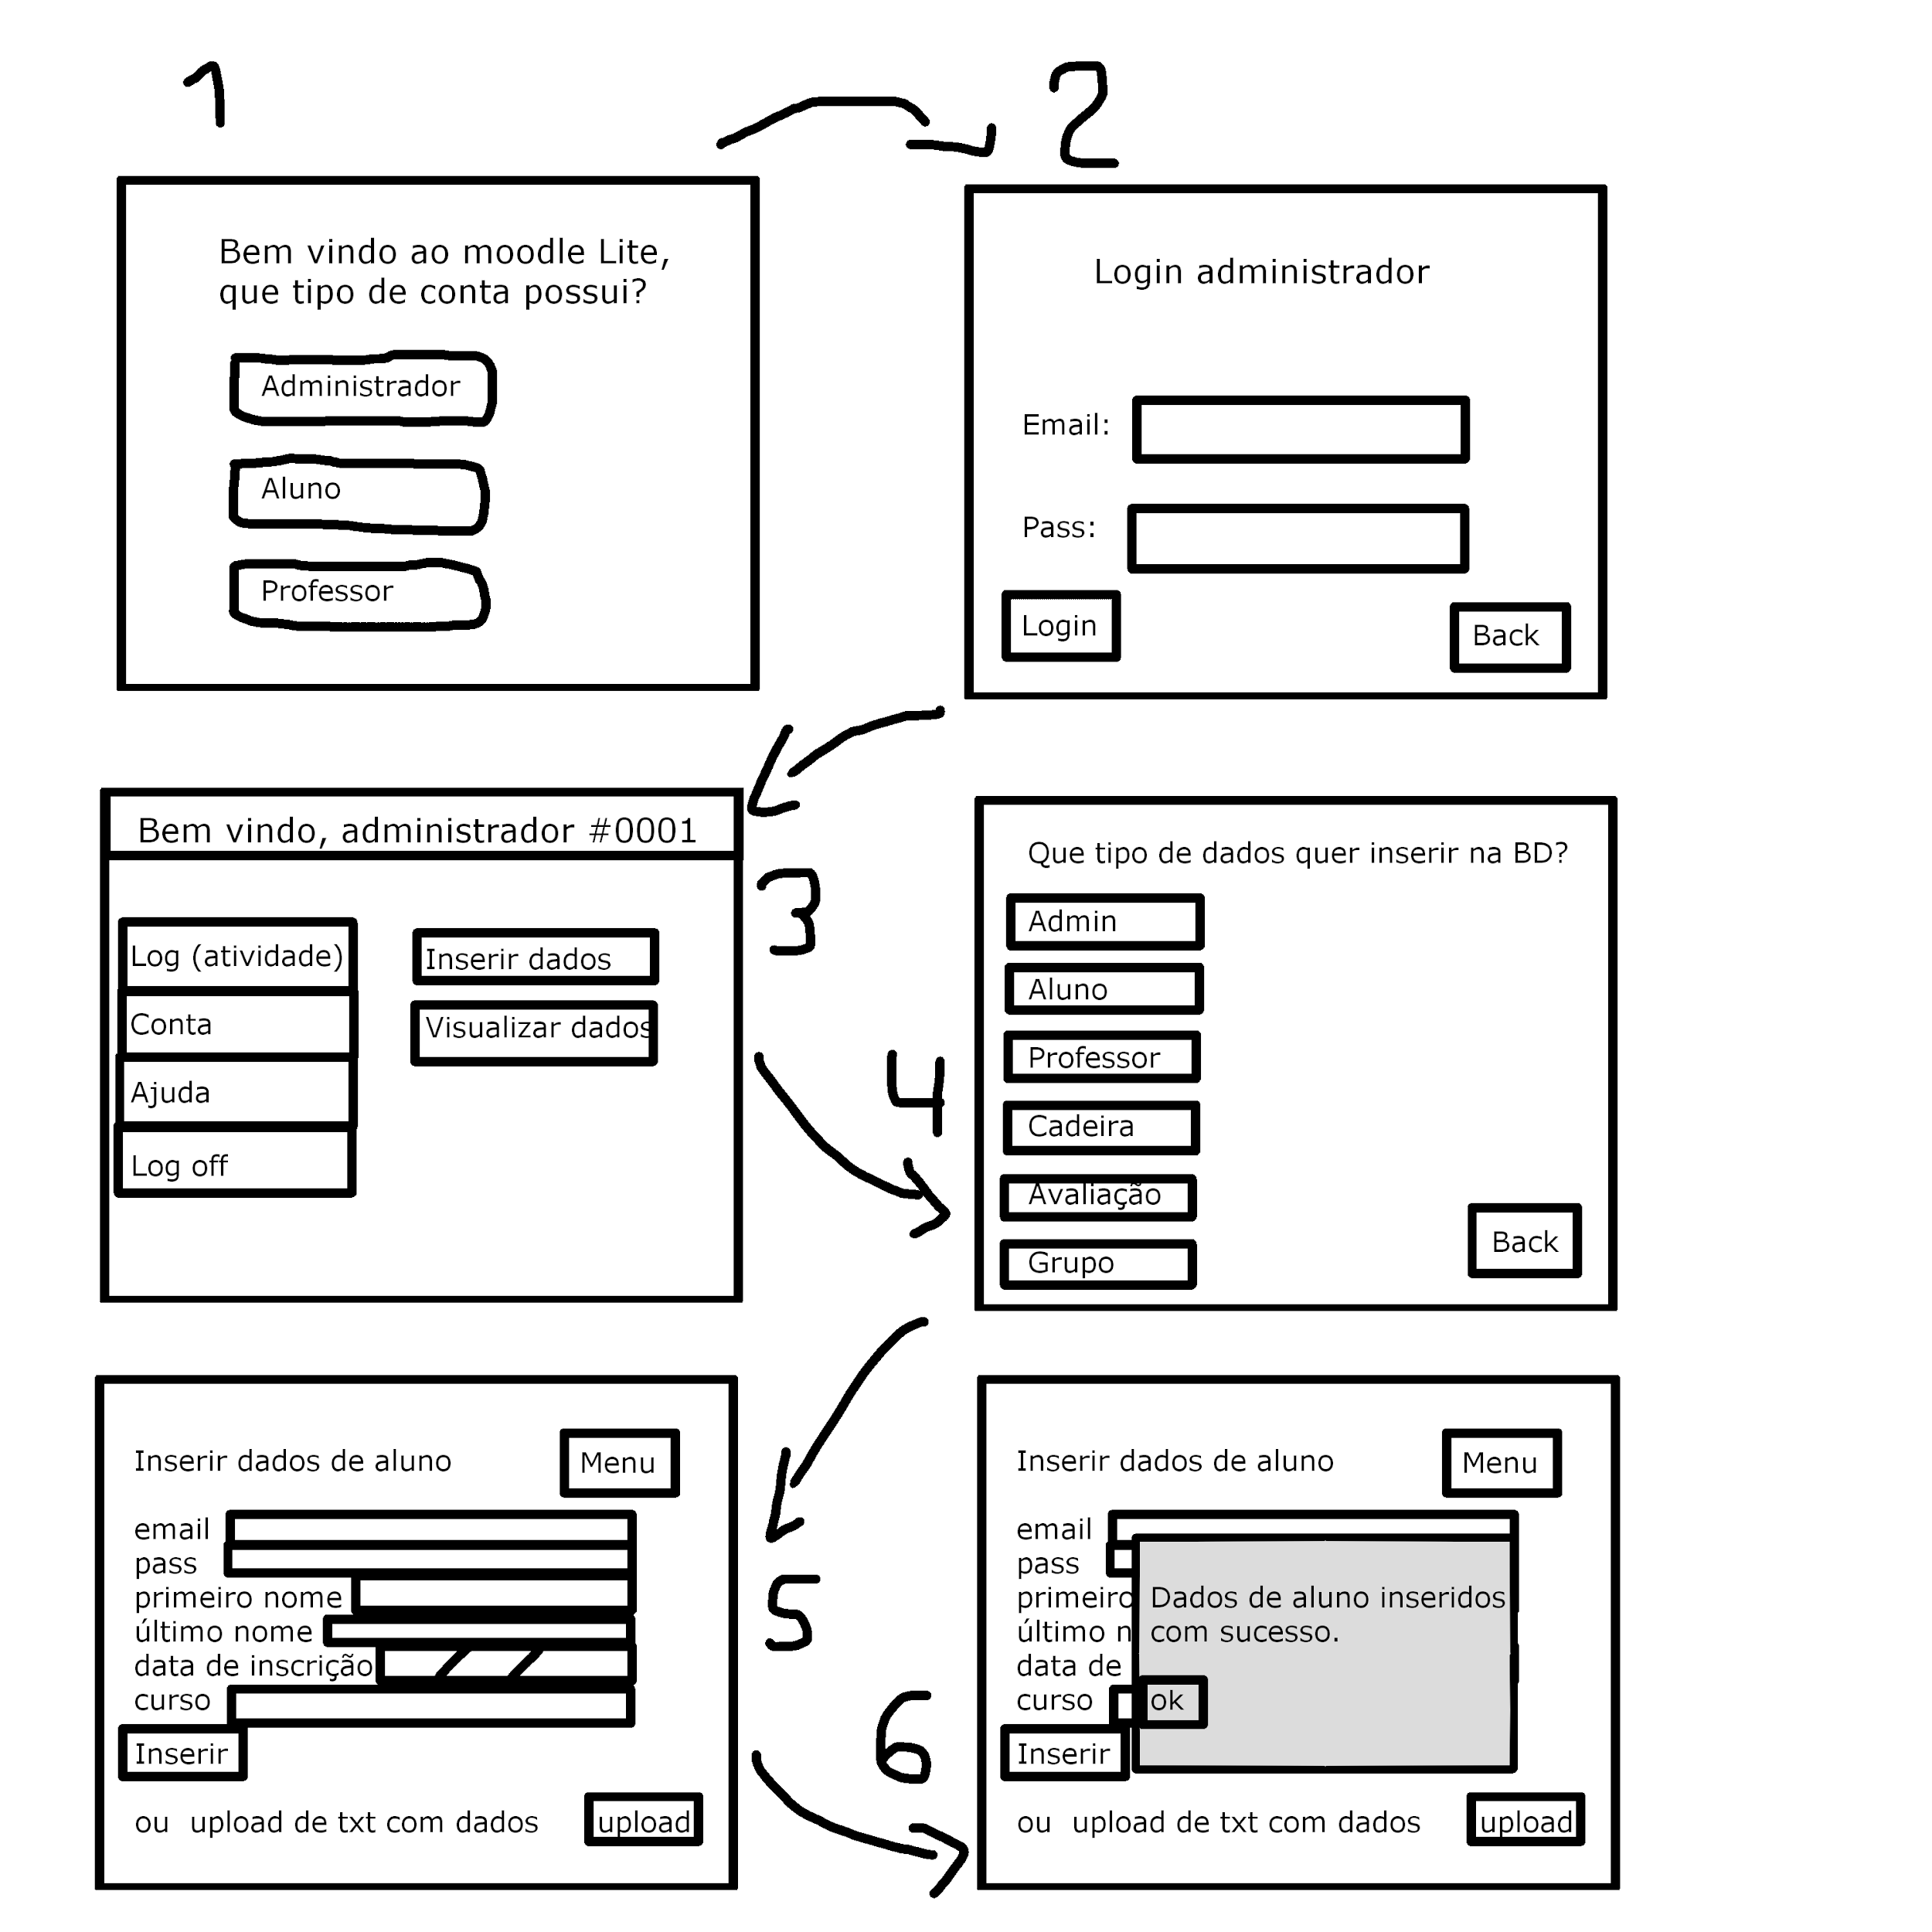 1
Bem vindo ao moodle Lite,
que tipo de conta possui?
Administrador
Aluno
Professor
2
Login administrador
Email:
Pass:
Login
Back
3
Bem vindo, administrador #0001
Log (atividade)
Conta
Ajuda
Log off
Inserir dados
Visualizar dados
4
Que tipo de dados quer inserir na BD?
Admin
Aluno
Professor
Cadeira
Avaliação
Grupo
Back
5
Inserir dados de aluno
Menu
email
pass
primeiro nome
último nome
data de inscrição
curso
Inserir
ou upload de txt com dados
upload
6
Inserir dados de aluno
Menu
email
pass
primeiro
último n
data de
curso
Dados de aluno inseridos
com sucesso.
ok
Inserir
ou upload de txt com dados
upload